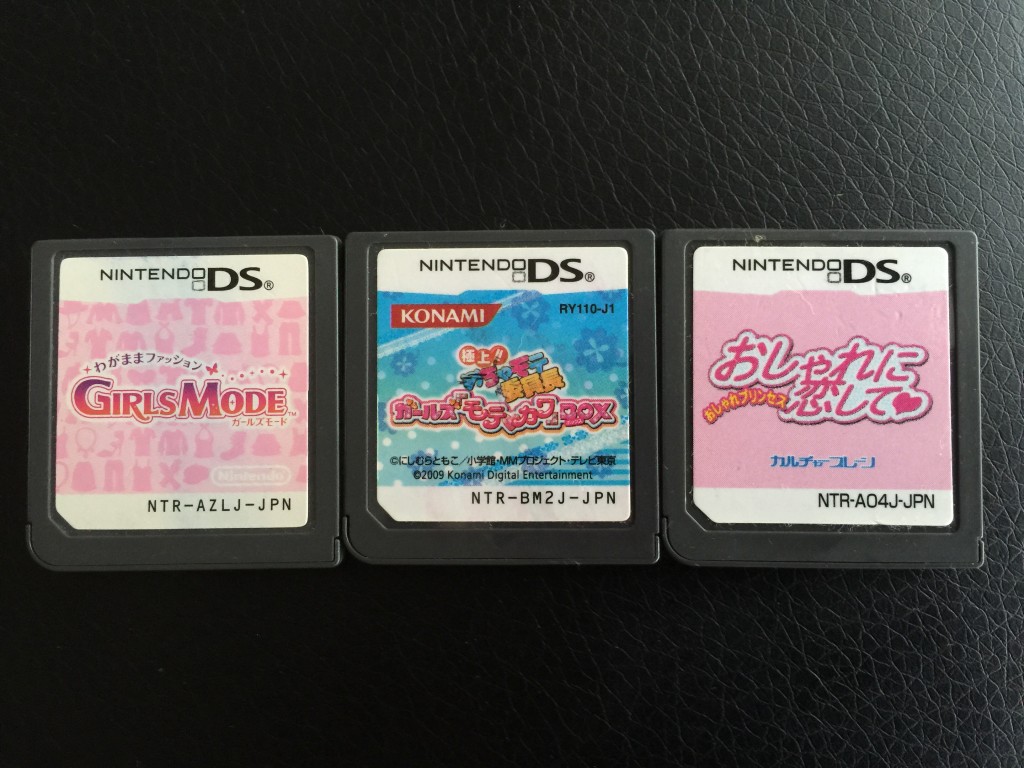 NINTENDO DS®
わがままファッション
GIRLS MODE™
ガールズモード
Nintendo
NTR-AZLJ-JPN
NINTENDO DS®
KONAMI
RY110-J1
極上!!
めちゃモテ
委員長
ガールズモテかわBOX
©にしむらともこ/小学館・MMプロジェクト・テレビ東京
©2009 Konami Digital Entertainment
NTR-BM2J-JPN
NINTENDO DS®
おしゃれに
恋して♥
おしゃれプリンセス
カルチャーブレーン
NTR-A04J-JPN